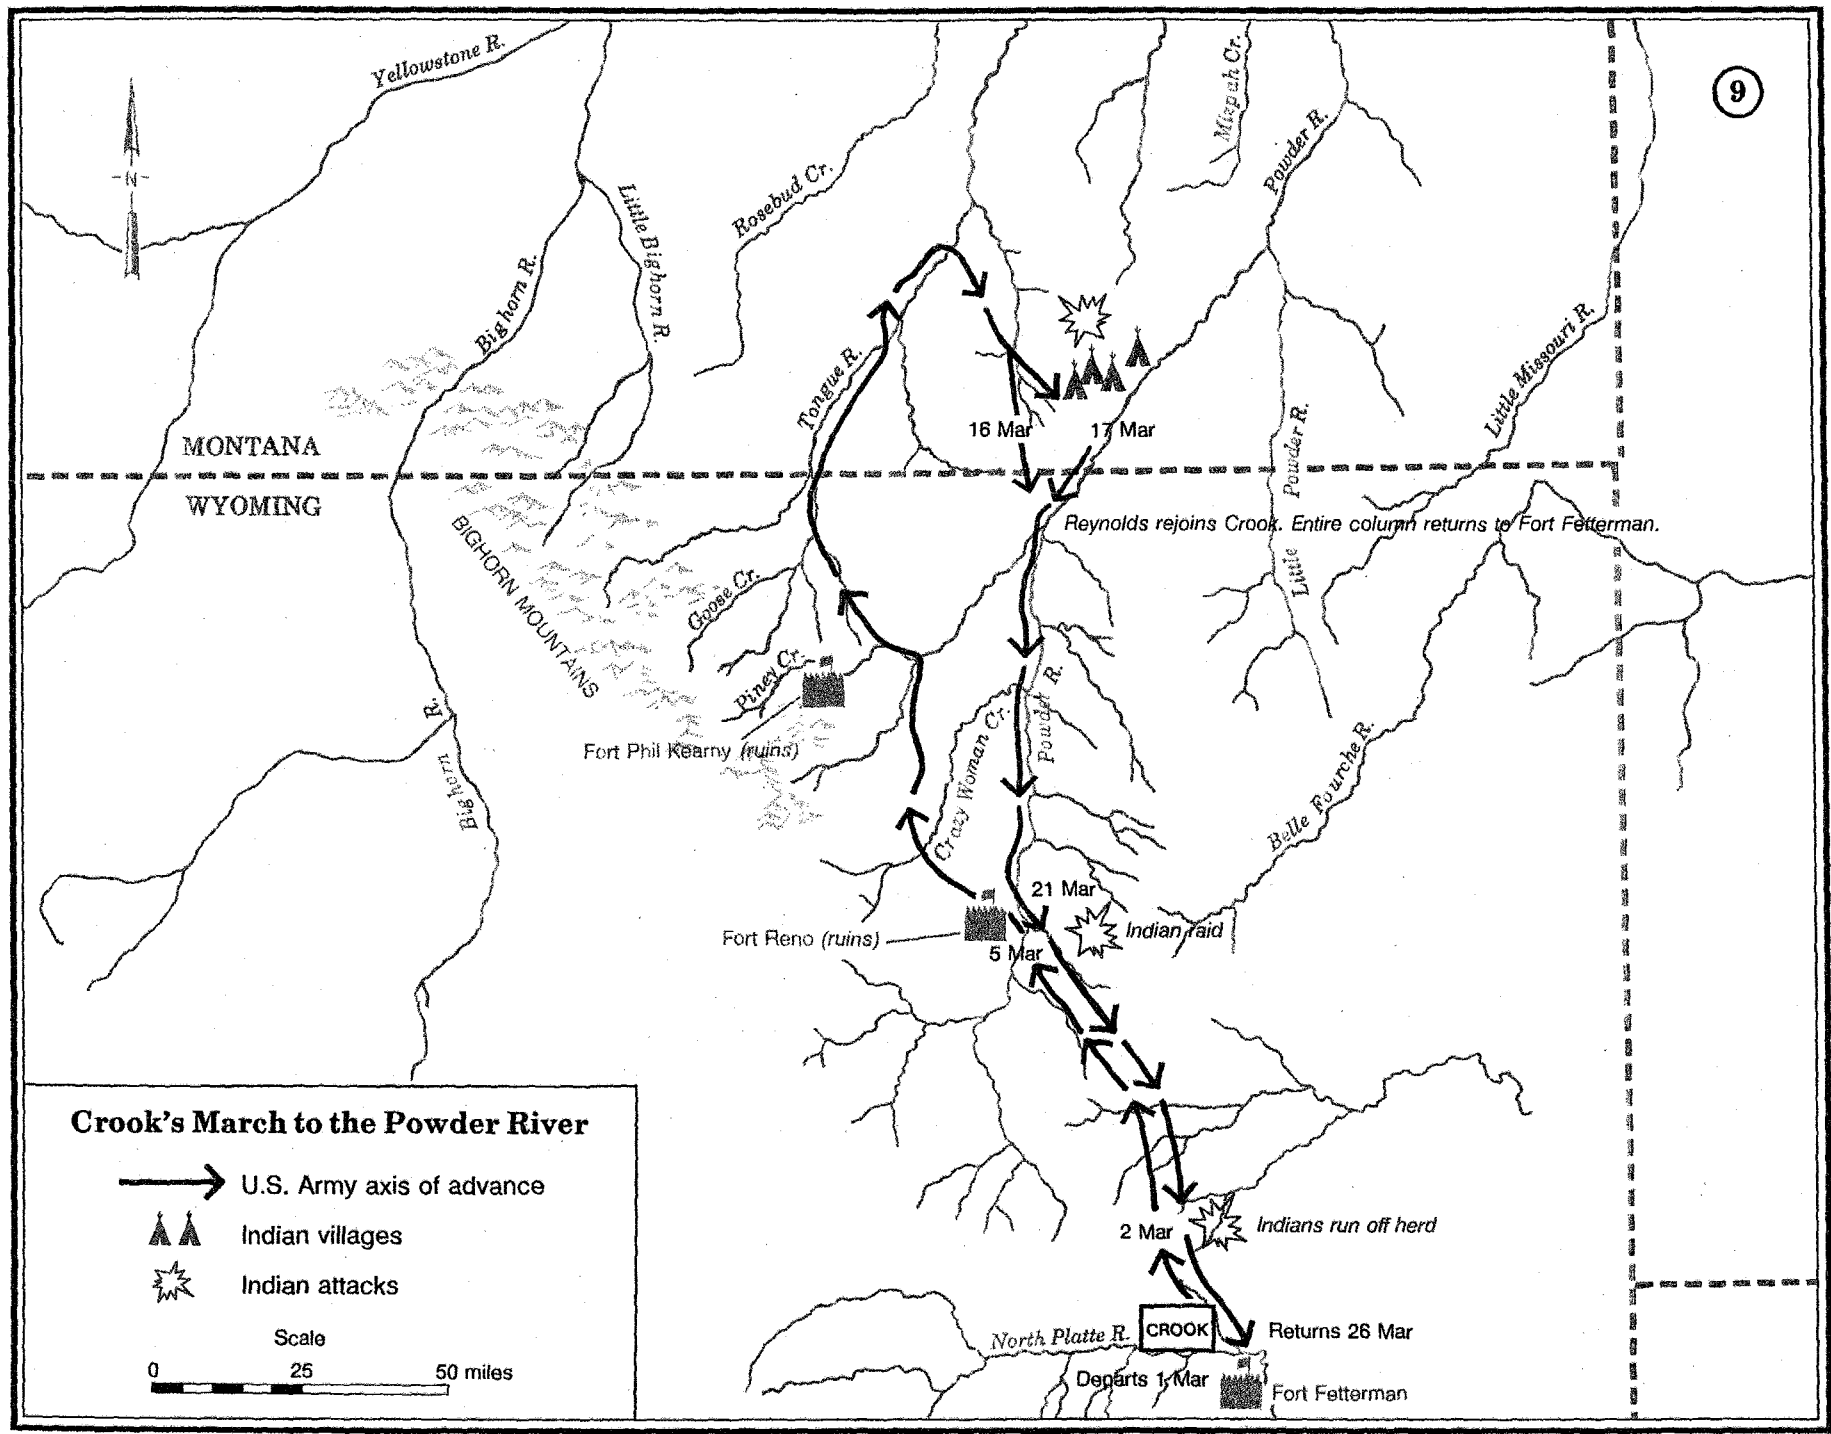 Yellowstone R.
Mizpah Cr.
9
Powder R.
N
Rosebud Cr.
Little Bighorn R.
Bighorn R.
Little Missouri R.
Tongue R.
16 Mar
17 Mar
MONTANA
Little Powder R.
WYOMING
Reynolds rejoins Crook. Entire column returns to Fort Fetterman.
BIGHORN MOUNTAINS
Goose Cr.
Piney Cr.
Powder R.
Bighorn R.
Fort Phil Kearny (ruins)
Crazy Woman Cr.
Belle Fourche R.
21 Mar
Indian raid
Fort Reno (ruins)
5 Mar
Crook's March to the Powder River
U.S. Army axis of advance
Indian villages
Indian attacks
Scale
0 25 50 miles
2 Mar
Indians run off herd
North Platte R.
CROOK
Returns 26 Mar
Departs 1 Mar
Fort Fetterman